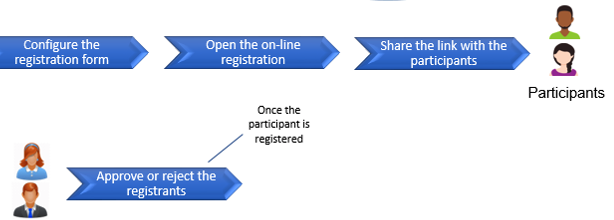 Configure the
registration form
Open the on-line
registration
Share the link with the
participants
Participants
Once the
participant is
registered
Approve or reject the
registrants